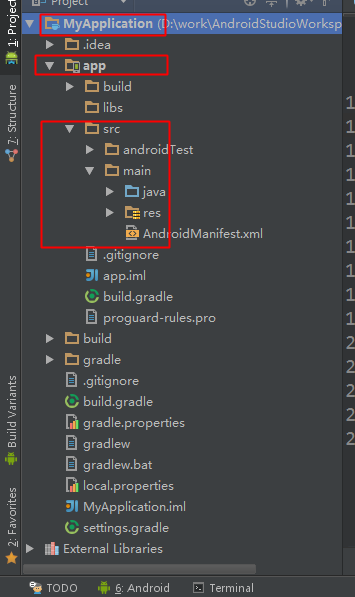 Project
MyApplication (D:\work\AndroidStudioWorksp
.idea
app
build
libs
src
androidTest
main
java
res
AndroidManifest.xml
.gitignore
app.iml
build.gradle
proguard-rules.pro
build
gradle
.gitignore
build.gradle
gradle.properties
gradlew
gradlew.bat
local.properties
MyApplication.iml
settings.gradle
External Libraries
1: Project
7: Structure
Build Variants
2: Favorites
TODO
6: Android
Terminal